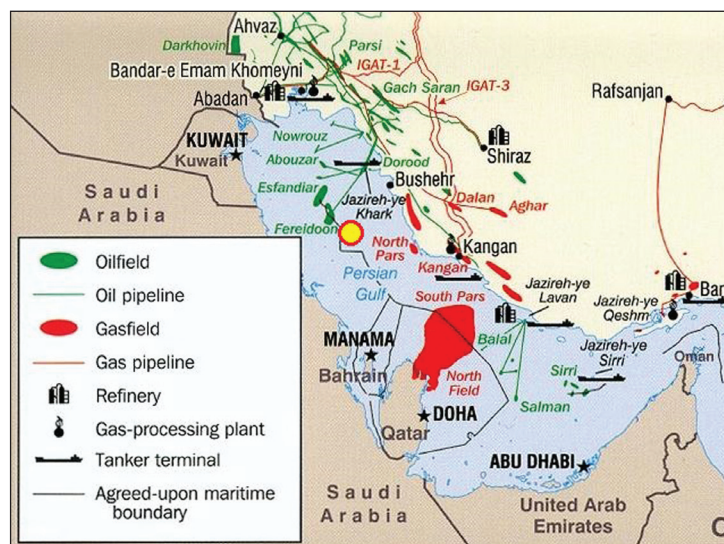 Ahvaz
Darkhovin
Parsi
IGAT-1
Bandar-e Emam Khomeyni
Gach Saran
IGAT-3
Abadan
Rafsanjan
Nowrouz
KUWAIT
Kuwait
Abouzar
Dorood
Shiraz
Saudi
Arabia
Esfandiar
Bushehr
Jazireh-ye
Khark
Dalan
Aghar
Fereidoon
North
Pars
Kangan
Kangan
Persian
Gulf
South Pars
Jazireh-ye
Lavan
Jazireh-ye
Qeshm
Ban
MANAMA
Bahrain
Balal
Jazireh-ye
Sirri
Oman
Sirri
North
Field
Salman
DOHA
Qatar
ABU DHABI
Saudi
Arabia
United Arab
Emirates
O
Oilfield
Oil pipeline
Gasfield
Gas pipeline
Refinery
Gas-processing plant
Tanker terminal
Agreed-upon maritime
boundary